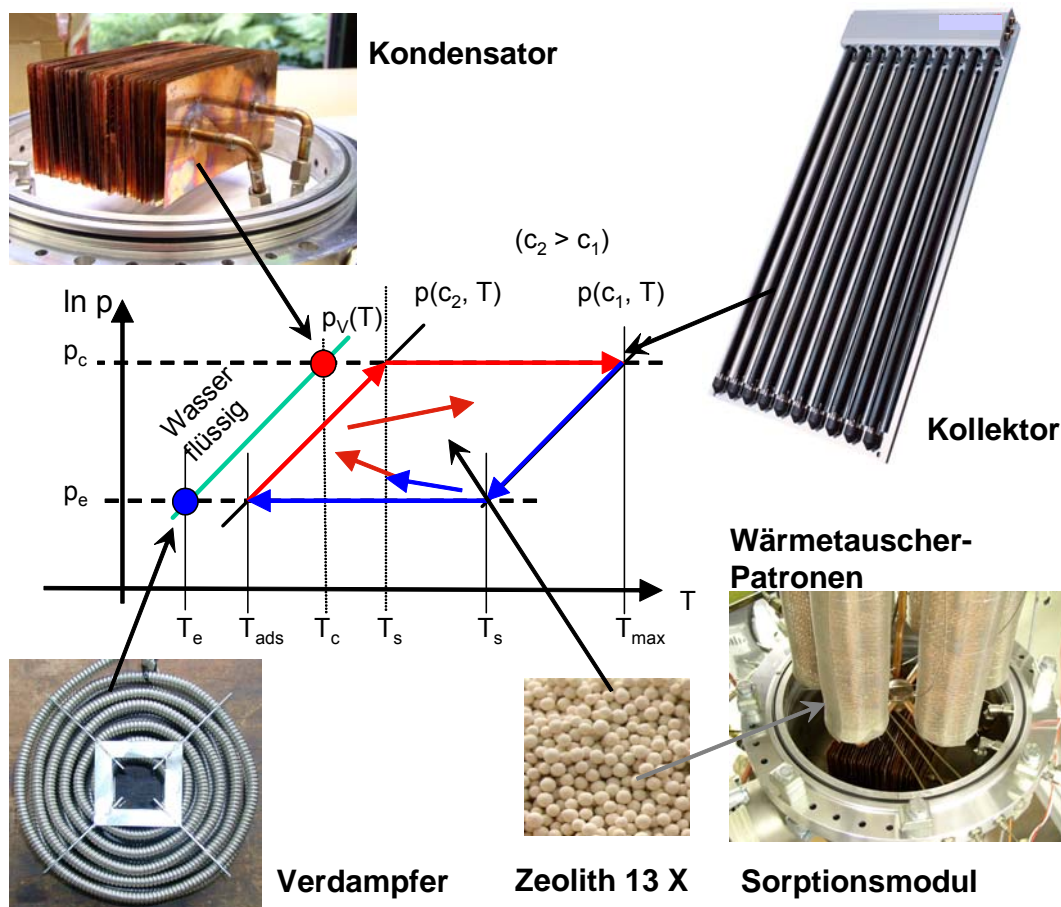 Kondensator
(c2 > c1)
ln p
pV(T)
p(c2, T)
p(c1, T)
pc
Wasser
flüssig
Kollektor
pe
Wärmetauscher-
Patronen
T
Te
Tads
Tc
Ts
Ts
Tmax
Verdampfer
Zeolith 13 X
Sorptionsmodul